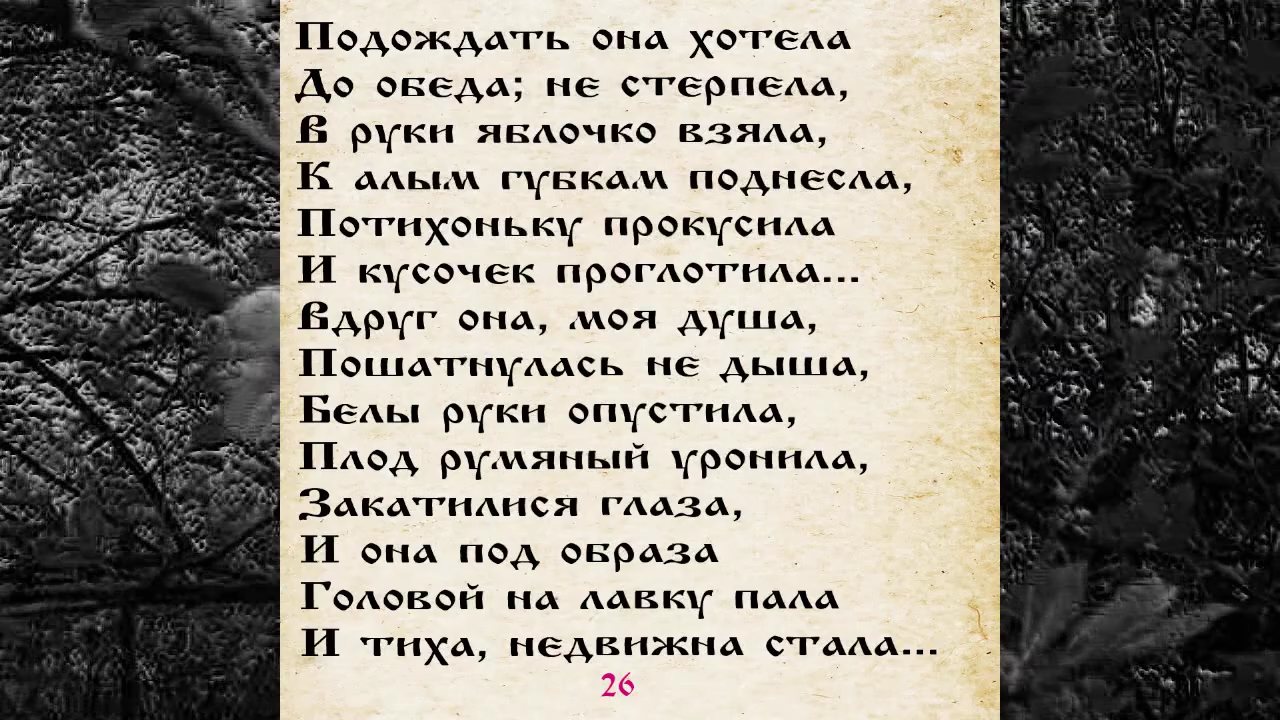 Подождать она хотела
До обеда; не стерпела,
В руки яблочко взяла,
К алым губкам поднесла,
Потихоньку прокусила
И кусочек проглотила...
Вдруг она, моя душа,
Пошатнулась не дыша,
Белы руки опустила,
Плод румяный уронила,
Закатилися глаза,
И она под образа
Головой на лавку пала
И тиха, недвижна стала...
26